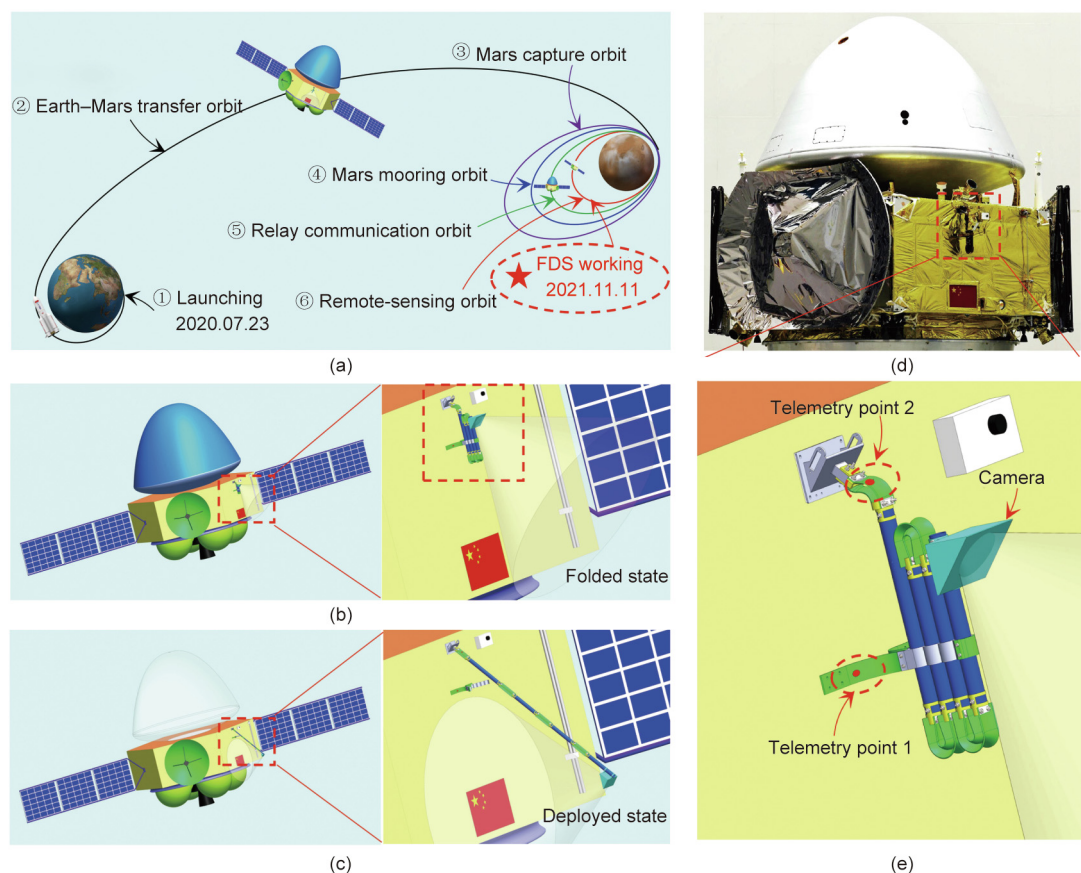 ③ Mars capture orbit
② Earth–Mars transfer orbit
④ Mars mooring orbit
⑤ Relay communication orbit
FDS working
2021.11.11
⑥ Remote-sensing orbit
① Launching
2020.07.23
(a)
Folded state
(b)
Deployed state
(c)
(d)
Telemetry point 2
Camera
Telemetry point 1
(e)